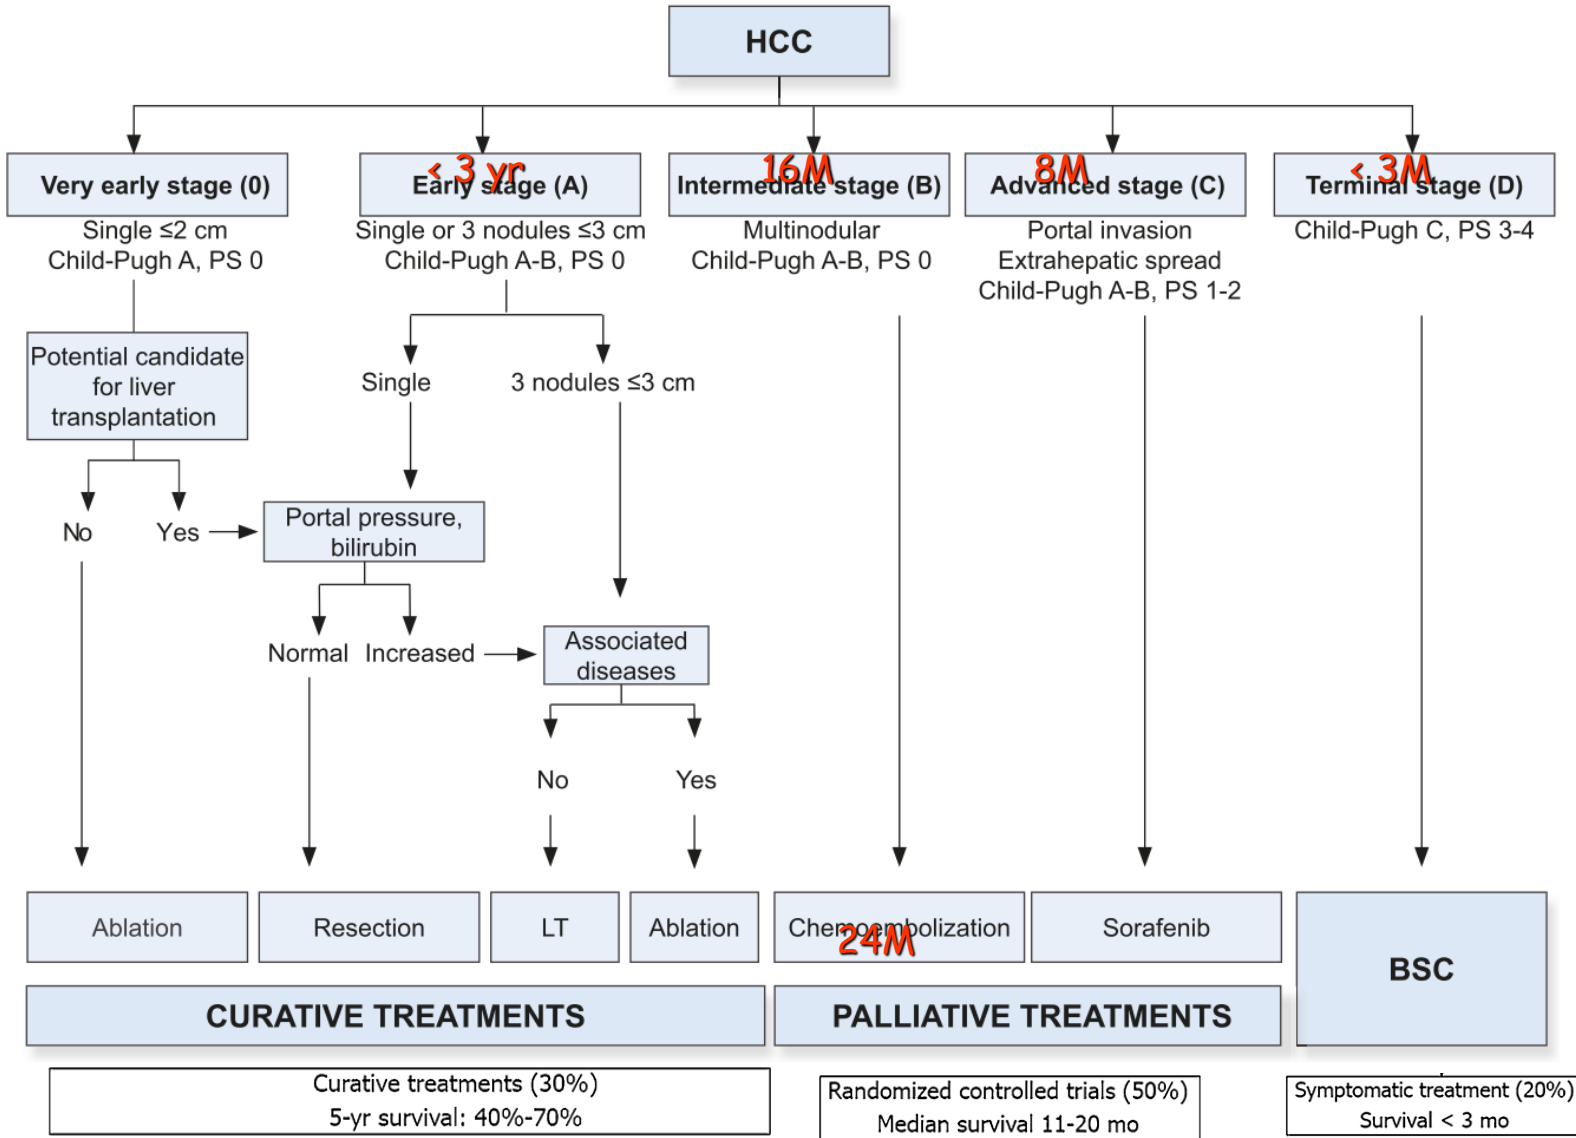 HCC
Very early stage (0)
Single ≤2 cm
Child-Pugh A, PS 0
< 3 yr
Early stage (A)
Single or 3 nodules ≤3 cm
Child-Pugh A-B, PS 0
16M
Intermediate stage (B)
Multinodular
Child-Pugh A-B, PS 0
8M
Advanced stage (C)
Portal invasion
Extrahepatic spread
Child-Pugh A-B, PS 1-2
< 3M
Terminal stage (D)
Child-Pugh C, PS 3-4
Potential candidate
for liver
transplantation
Single
3 nodules ≤3 cm
No
Yes
Portal pressure,
bilirubin
Normal
Increased
Associated
diseases
No
Yes
Ablation
Resection
LT
Ablation
Chemoembolization
24M
Sorafenib
BSC
CURATIVE TREATMENTS
PALLIATIVE TREATMENTS
Curative treatments (30%)
5-yr survival: 40%-70%
Randomized controlled trials (50%)
Median survival 11-20 mo
Symptomatic treatment (20%)
Survival < 3 mo